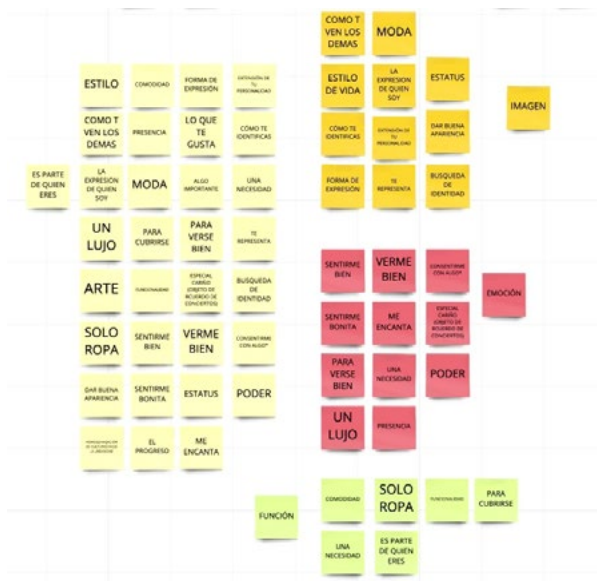 COMO T
VEN LOS
DEMAS
MODA
ESTILO
COMODIDAD
FORMA DE
EXPRESIÓN
EXTENSIÓN DE
TU
PERSONALIDAD
ESTILO
DE VIDA
LA
EXPRESION
DE QUIEN
SOY
ESTATUS
IMAGEN
COMO T
VEN LOS
DEMAS
PRESENCIA
LO QUE
TE
GUSTA
CÓMO TE
IDENTIFICAS
CÓMO TE
IDENTIFICAS
EXTENSIÓN DE
TU
PERSONALIDAD
DAR BUENA
APARIENCIA
ES PARTE
DE QUIEN
ERES
LA
EXPRESION
DE QUIEN
SOY
MODA
ALGO
IMPORTANTE
UNA
NECESIDAD
FORMA DE
EXPRESIÓN
TE
REPRESENTA
BUSQUEDA
DE
IDENTIDAD
UN
LUJO
PARA
CUBRIRSE
PARA
VERSE
BIEN
TE
REPRESENTA
SENTIRME
BIEN
VERME
BIEN
CONSENTIRME
CON ALGO*
EMOCIÓN
ARTE
FUNCIONALIDAD
ESPECIAL
CARIÑO
(OBJETO DE
RCUERDO DE
CONCIERTOS)
BUSQUEDA
DE
IDENTIDAD
SENTIRME
BONITA
ME
ENCANTA
ESPECIAL
CARIÑO
(OBJETO DE
RCUERDO DE
CONCIERTOS)
SOLO
ROPA
SENTIRME
BIEN
VERME
BIEN
CONSENTIRME
CON ALGO*
PARA
VERSE
BIEN
UNA
NECESIDAD
PODER
DAR BUENA
APARIENCIA
SENTIRME
BONITA
ESTATUS
PODER
UN
LUJO
PRESENCIA
EL
PROGRESO
ME
ENCANTA
FUNCIÓN
COMODIDAD
SOLO
ROPA
FUNCIONALIDAD
PARA
CUBRIRSE
UNA
NECESIDAD
ES PARTE
DE QUIEN
ERES